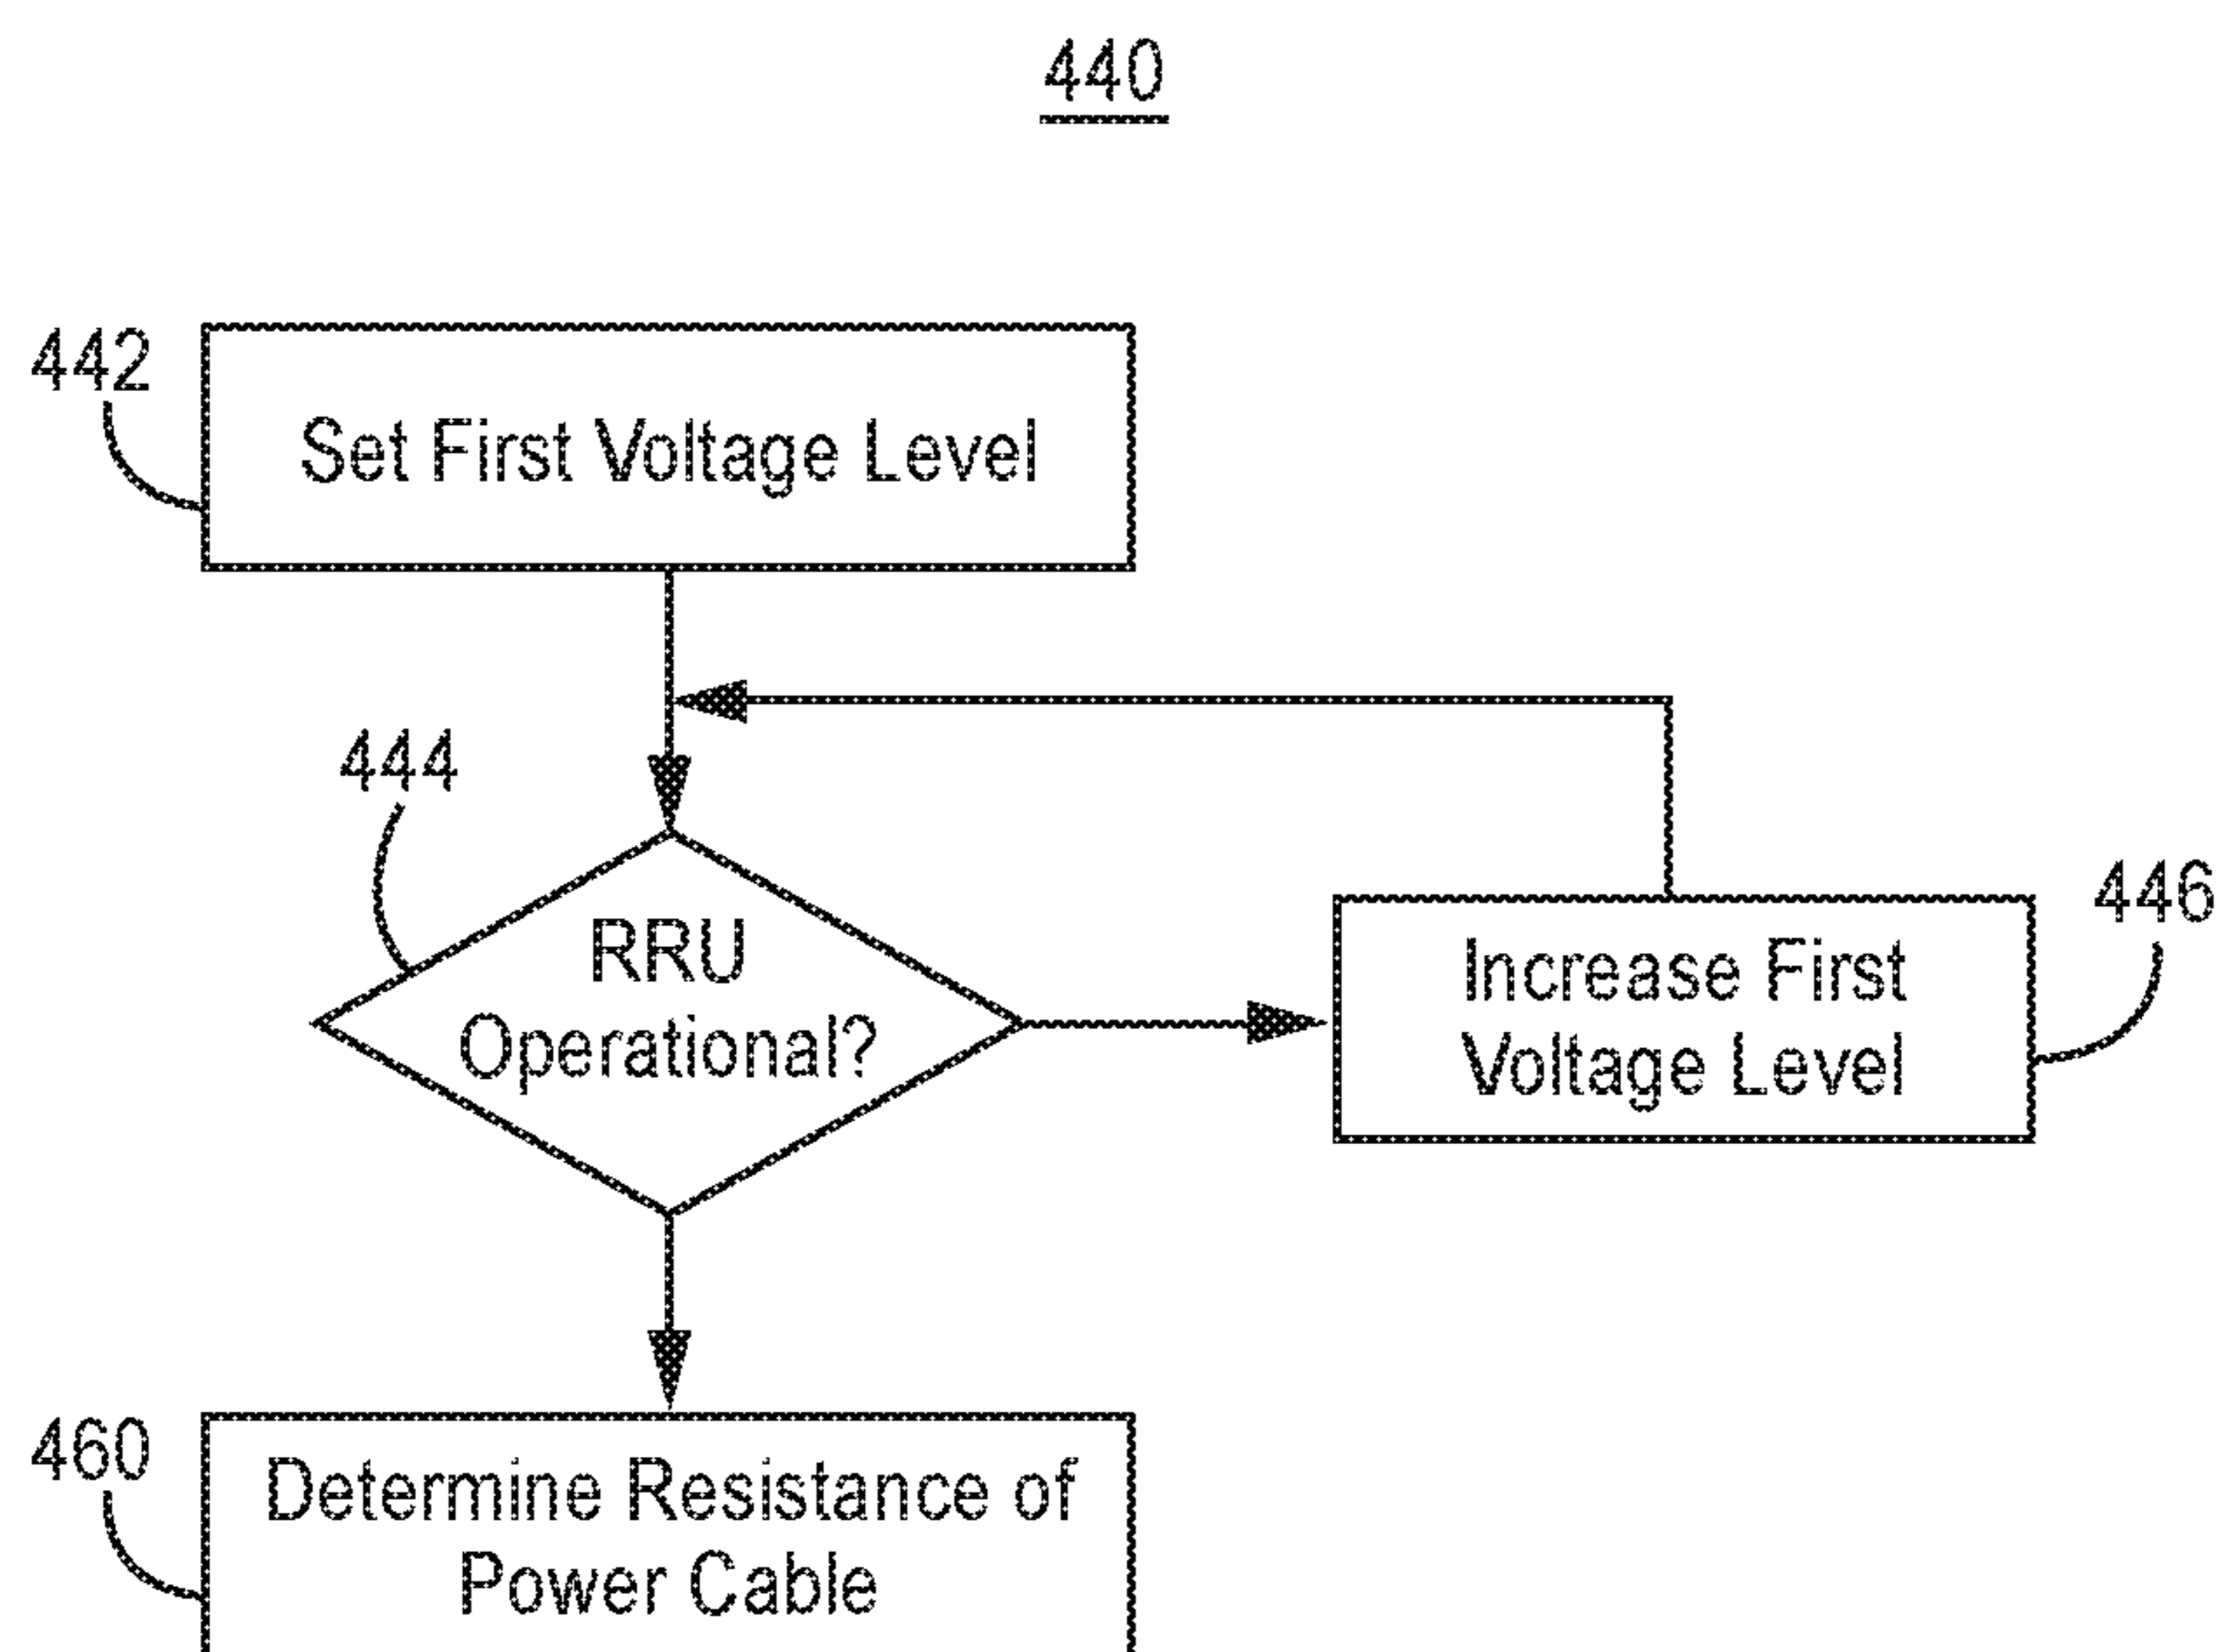 440
442
Set First Voltage Level
444
RRU
Operational?
446
Increase First
Voltage Level
460
Determine Resistance of
Power Cable